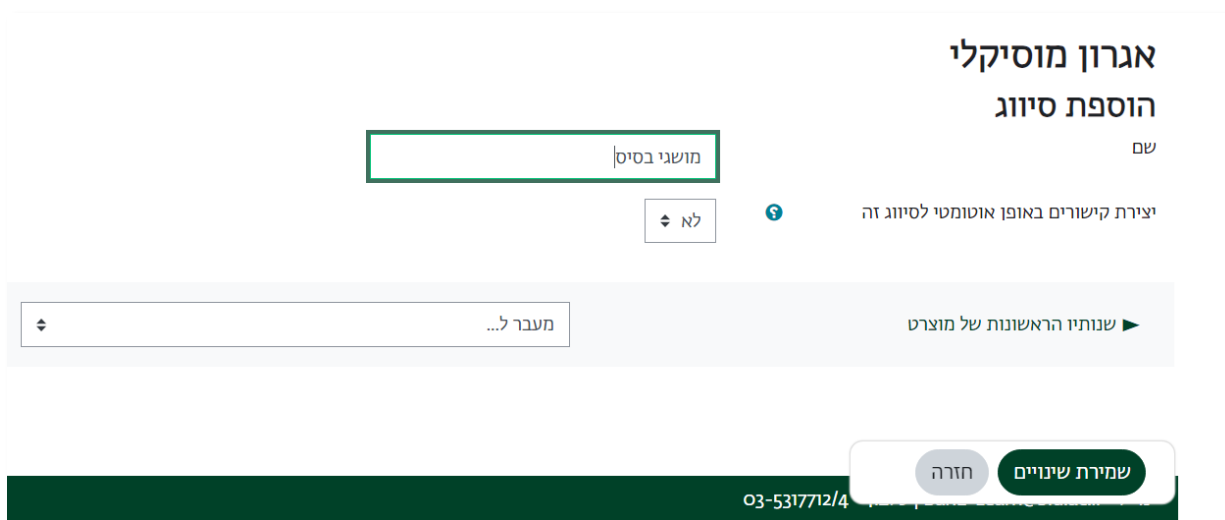 אגרון מוסיקלי
הוספת סיווג
שם
מושגי בסיס
יצירת קישורים באופן אוטומטי לסיווג זה
לא
► שנותיו הראשונות של מוצרט
מעבר ל...
שמירת שינויים
חזרה
03-5317712/4